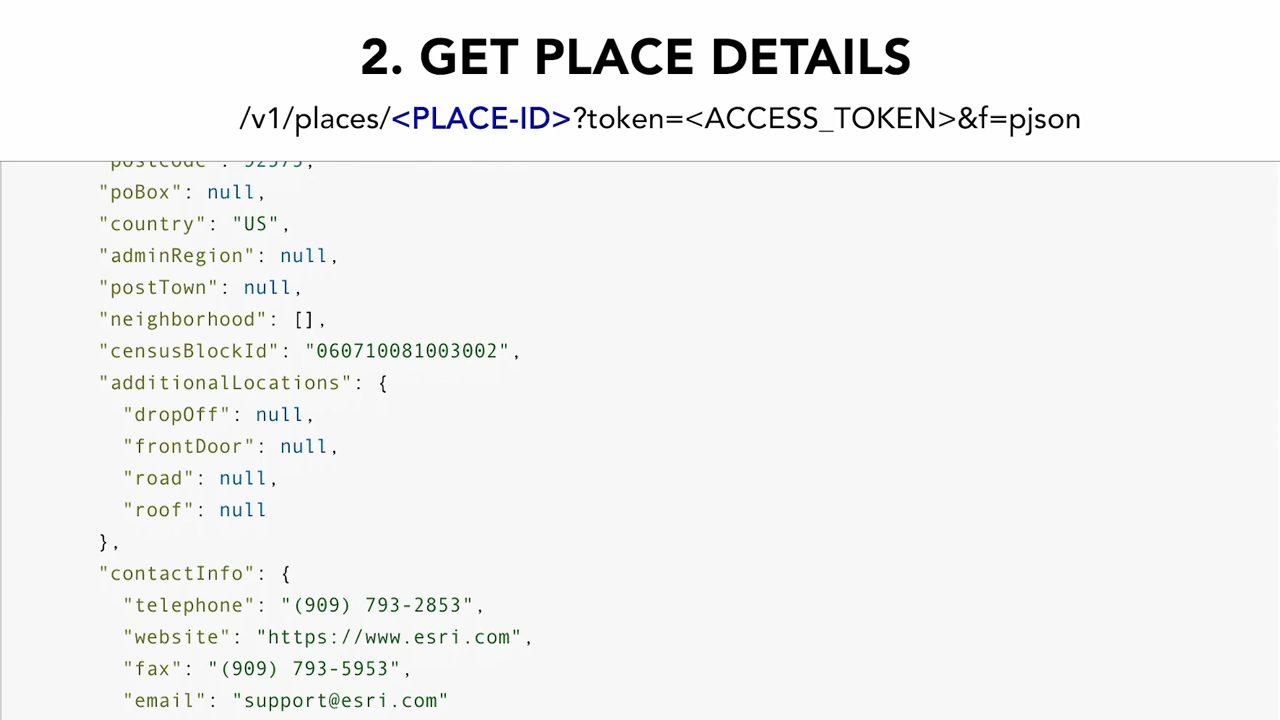 2. GET PLACE DETAILS
/v1/places/<PLACE-ID>?token=<ACCESS_TOKEN>&f=pjson
"poBox": null,
"country": "US",
"adminRegion": null,
"postTown": null,
"neighborhood": [],
"censusBlockId": "060710081003002",
"additionalLocations": {
"dropOff": null,
"frontDoor": null,
"road": null,
"roof": null
},
"contactInfo": {
"telephone": "(909) 793-2853",
"website": "https://www.esri.com",
"fax": "(909) 793-5953",
"email": "support@esri.com"